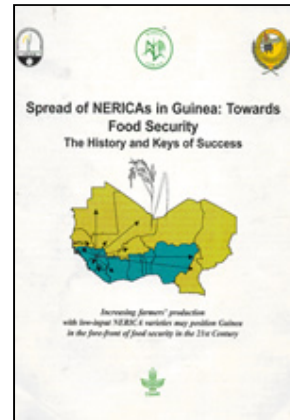 Spread of NERICAs in Guinea: Towards
Food Security
The History and Keys of Success
Increasing farmers' production
with low-input NERICA varieties may position Guinea
in the fore-front of food security in the 21st Century